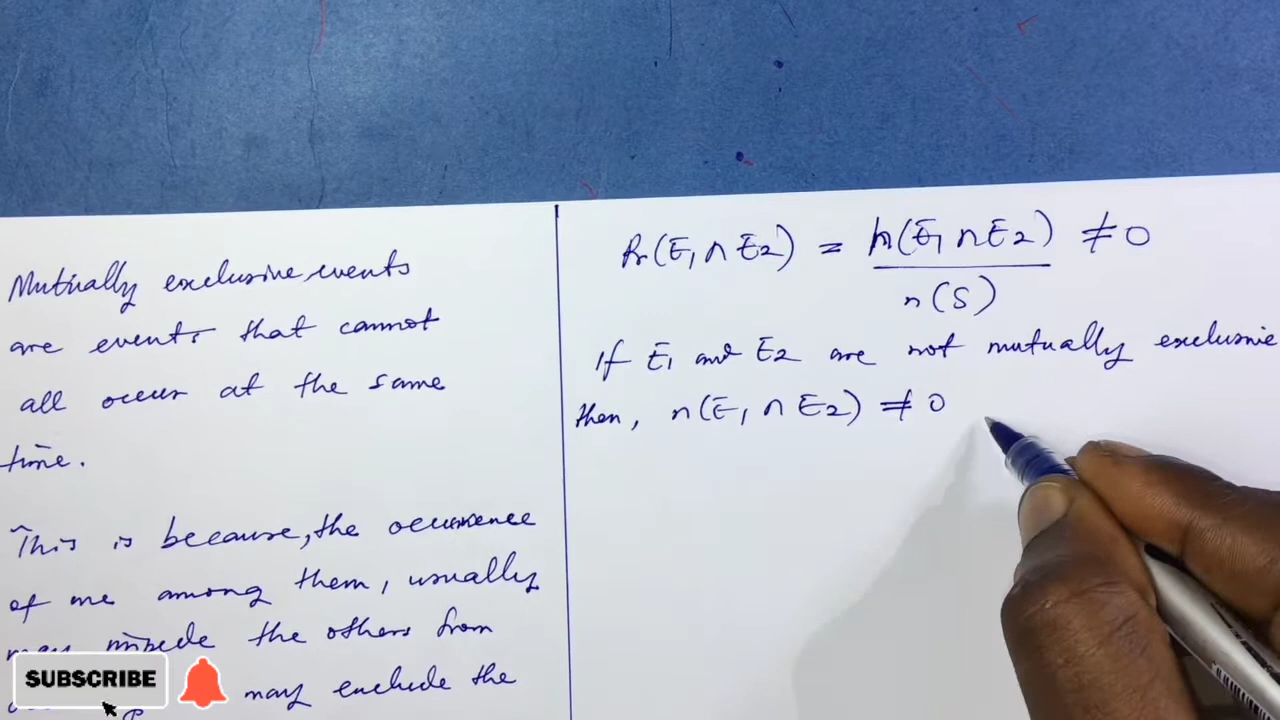 Mutually exclusive, events
are events that cannot
all occur at the same
time.
This is because, the occurrence
of one among them, usually
may impede the others from
may exclude the
Pr(E1 ∩ E2) = n(E1 ∩ E2) / n(S) ≠ 0
If E1 and E2 are not mutually exclusive
then, n(E1 ∩ E2) ≠ 0
SUBSCRIBE